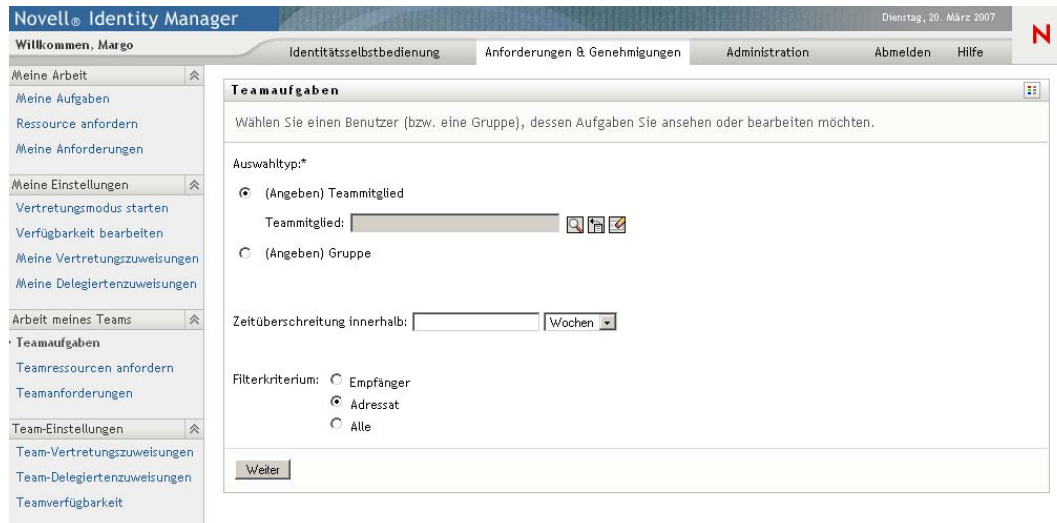 Novell® Identity Manager
Dienstag, 20. März 2007
N
Willkommen, Margo
Identitätsselbstbedienung
Anforderungen & Genehmigungen
Administration
Abmelden
Hilfe
Meine Arbeit
Meine Aufgaben
Ressource anfordern
Meine Anforderungen
Meine Einstellungen
Vertretungsmodus starten
Verfügbarkeit bearbeiten
Meine Vertretungszuweisungen
Meine Delegiertenzuweisungen
Arbeit meines Teams
Teamaufgaben
Teamressourcen anfordern
Teamanforderungen
Team-Einstellungen
Team-Vertretungszuweisungen
Team-Delegiertenzuweisungen
Teamverfügbarkeit
Teamaufgaben
Wählen Sie einen Benutzer (bzw. eine Gruppe), dessen Aufgaben Sie ansehen oder bearbeiten möchten.
Auswahltyp:*
(Angeben) Teammitglied
Teammitglied:
(Angeben) Gruppe
Zeitüberschreitung innerhalb: Wochen
Filterkriterium: Empfänger
Adressat
Alle
Weiter